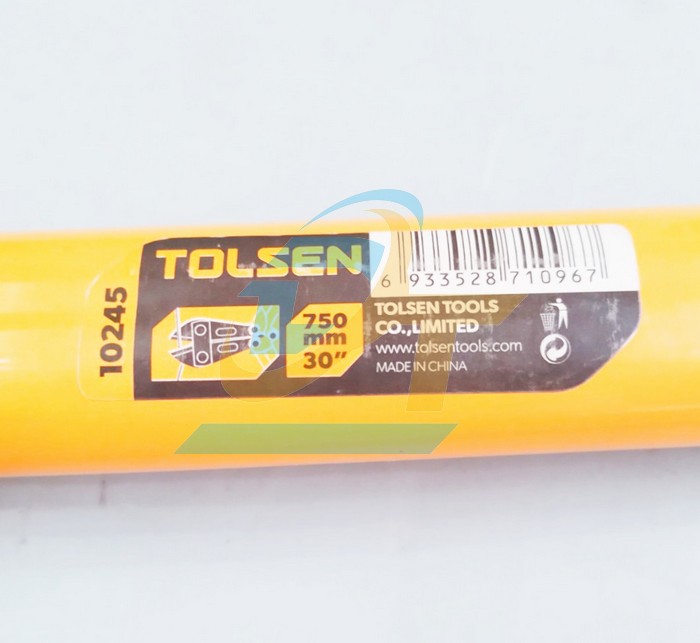 10245
TOLSEN
750
mm
30"
6 933528 710967
TOLSEN TOOLS
CO.,LIMITED
www.tolsentools.com
MADE IN CHINA